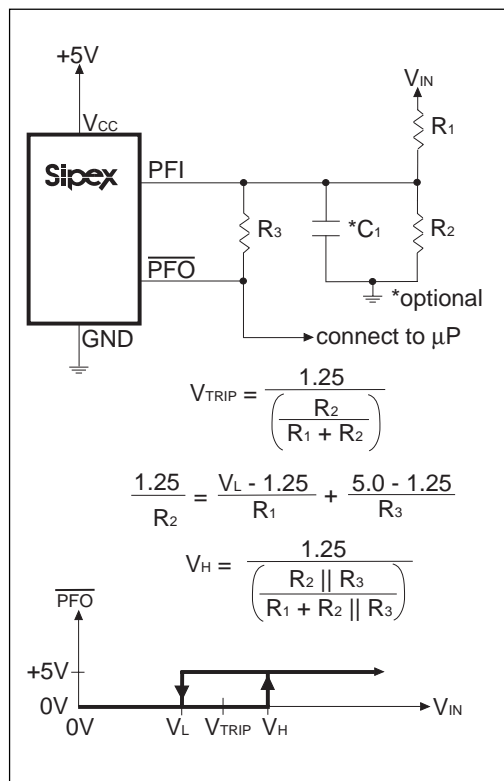 +5V
VIN
VCC
R1
Sipex
PFI
R3
*C1
R2
PFO
*optional
GND
connect to µP
VTRIP = 1.25 / (R2 / (R1 + R2))
1.25 / R2 = (VL - 1.25) / R1 + (5.0 - 1.25) / R3
VH = 1.25 / (R2 || R3 / (R1 + R2 || R3))
PFO
+5V
0V
0V VL VTRIP VH VIN